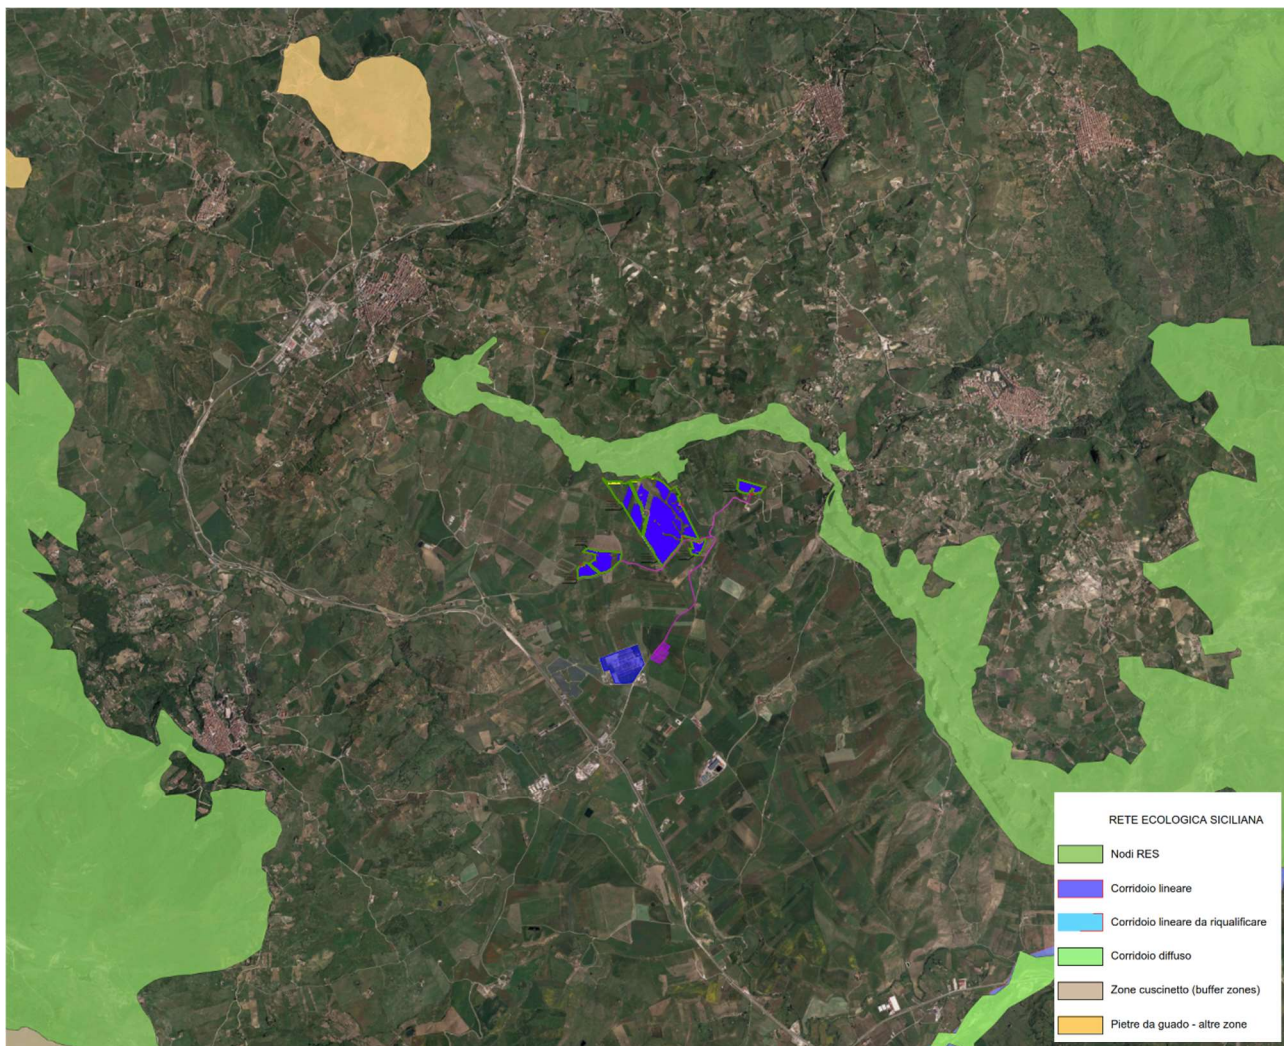 RETE ECOLOGICA SICILIANA
Nodi RES
Corridoio lineare
Corridoio lineare da riqualificare
Corridoio diffuso
Zone cuscinetto (buffer zones)
Pietre da guado - altre zone